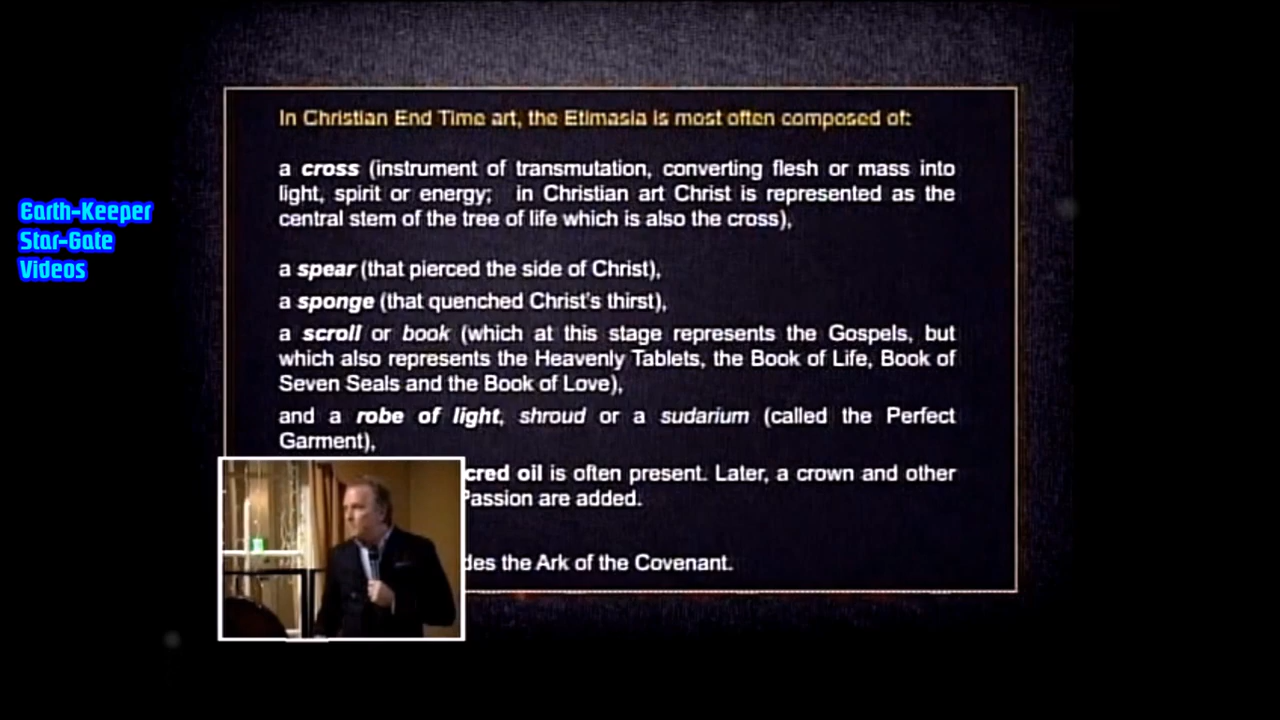 Earth-Keeper
Star-Gate
Videos
In Christian End Time art, the Etimasia is most often composed of:
a cross (instrument of transmutation, converting flesh or mass into
light, spirit or energy; in Christian art Christ is represented as the
central stem of the tree of life which is also the cross),
a spear (that pierced the side of Christ),
a sponge (that quenched Christ's thirst),
a scroll or book (which at this stage represents the Gospels, but
which also represents the Heavenly Tablets, the Book of Life, Book of
Seven Seals and the Book of Love),
and a robe of light, shroud or a sudarium (called the Perfect
Garment),
cred oil is often present. Later, a crown and other
Passion are added.
des the Ark of the Covenant.